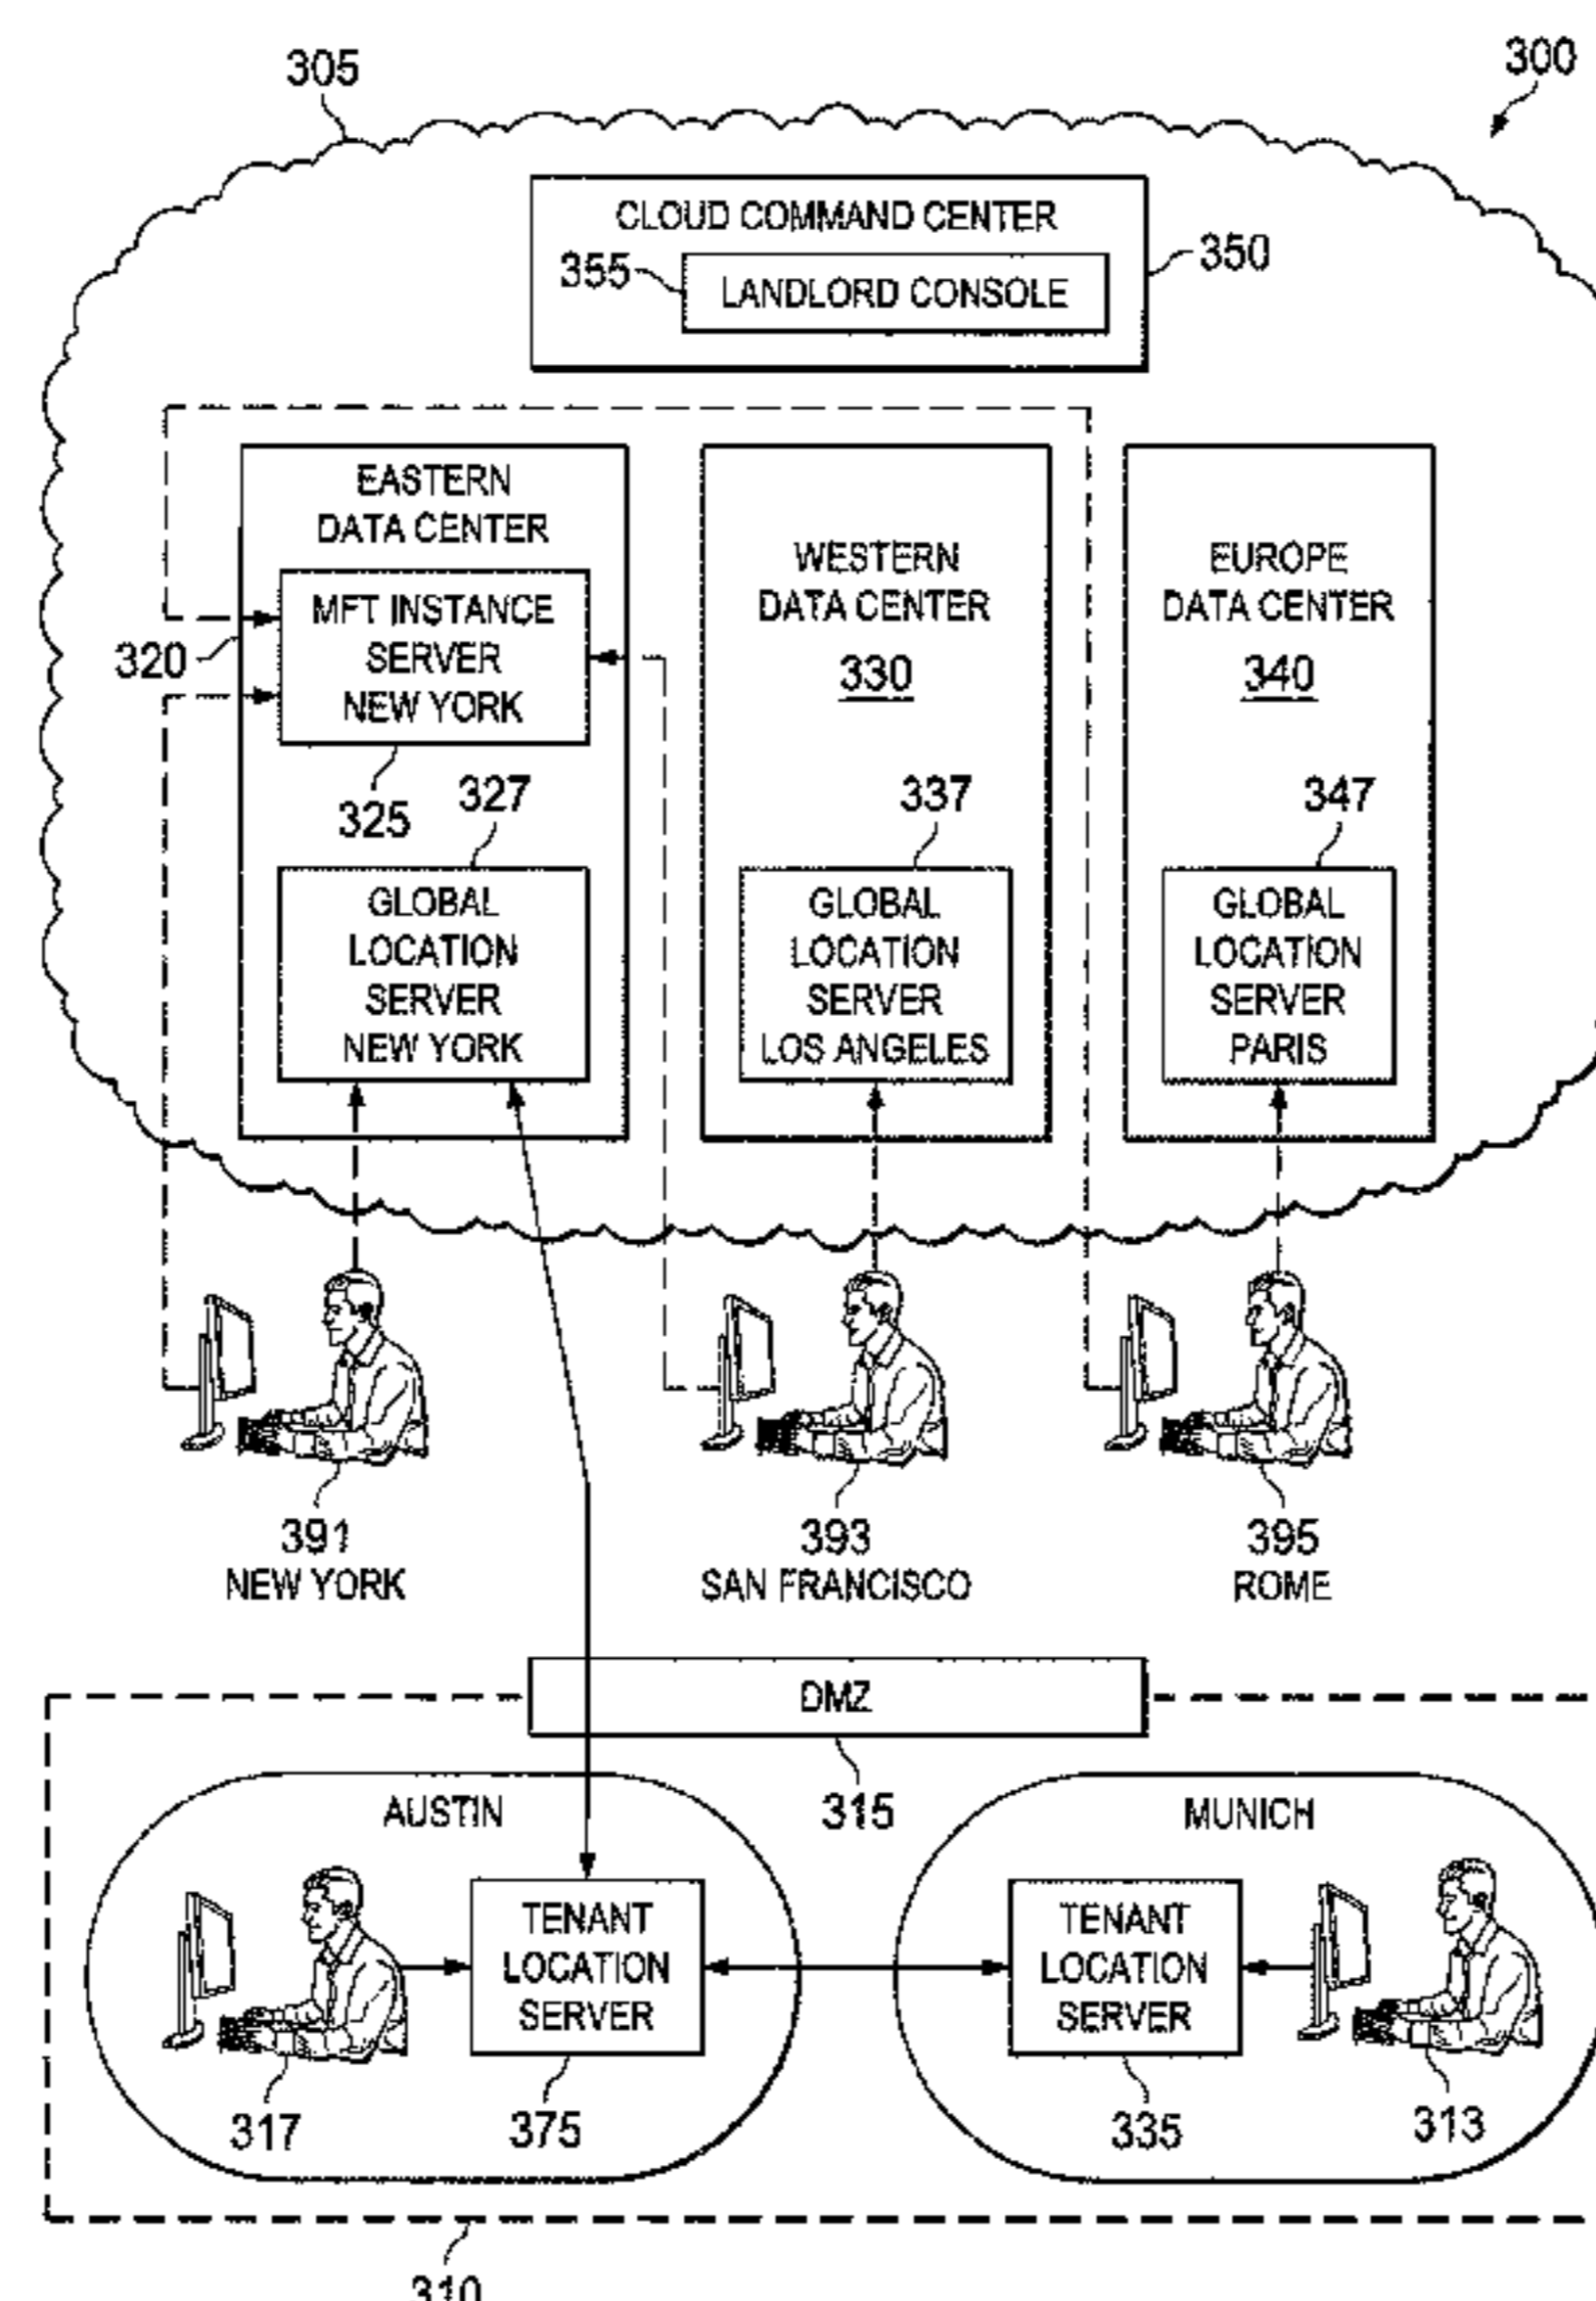 305
300
CLOUD COMMAND CENTER
350
355
LANDLORD CONSOLE
EASTERN
DATA CENTER
MFT INSTANCE
SERVER
NEW YORK
320
325
327
GLOBAL
LOCATION
SERVER
NEW YORK
WESTERN
DATA CENTER
330
337
GLOBAL
LOCATION
SERVER
LOS ANGELES
EUROPE
DATA CENTER
340
347
GLOBAL
LOCATION
SERVER
PARIS
391
NEW YORK
393
SAN FRANCISCO
395
ROME
DMZ
315
AUSTIN
TENANT
LOCATION
SERVER
317
375
MUNICH
TENANT
LOCATION
SERVER
335
313
310